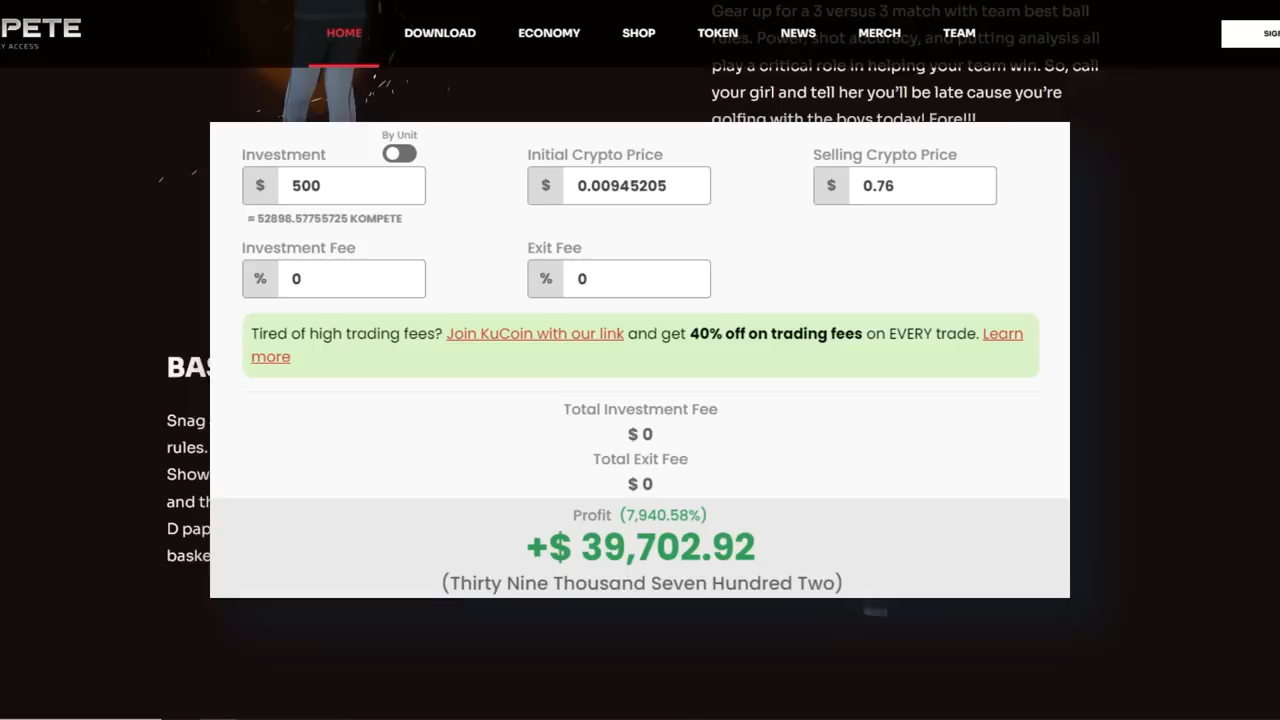 PETE
Y ACCESS
HOME DOWNLOAD ECONOMY SHOP TOKEN NEWS MERCH TEAM
Gear up for a 3 versus 3 match with team best ball
rules. Power, shot accuracy, and putting analysis all
play a critical role in helping your team win. So, call
your girl and tell her you’ll be late cause you’re
golfing with the boys today! Fore!!!
By Unit
Investment
$ 500
≈ 52898.57755725 KOMPETE
Initial Crypto Price
$ 0.00945205
Selling Crypto Price
$ 0.76
Investment Fee
% 0
Exit Fee
% 0
Tired of high trading fees? Join KuCoin with our link and get 40% off on trading fees on EVERY trade. Learn
more
Total Investment Fee
$ 0
Total Exit Fee
$ 0
Profit (7,940.58%)
+$ 39,702.92
(Thirty Nine Thousand Seven Hundred Two)
BAS
Snag
rules.
Show
and th
D pap
baske